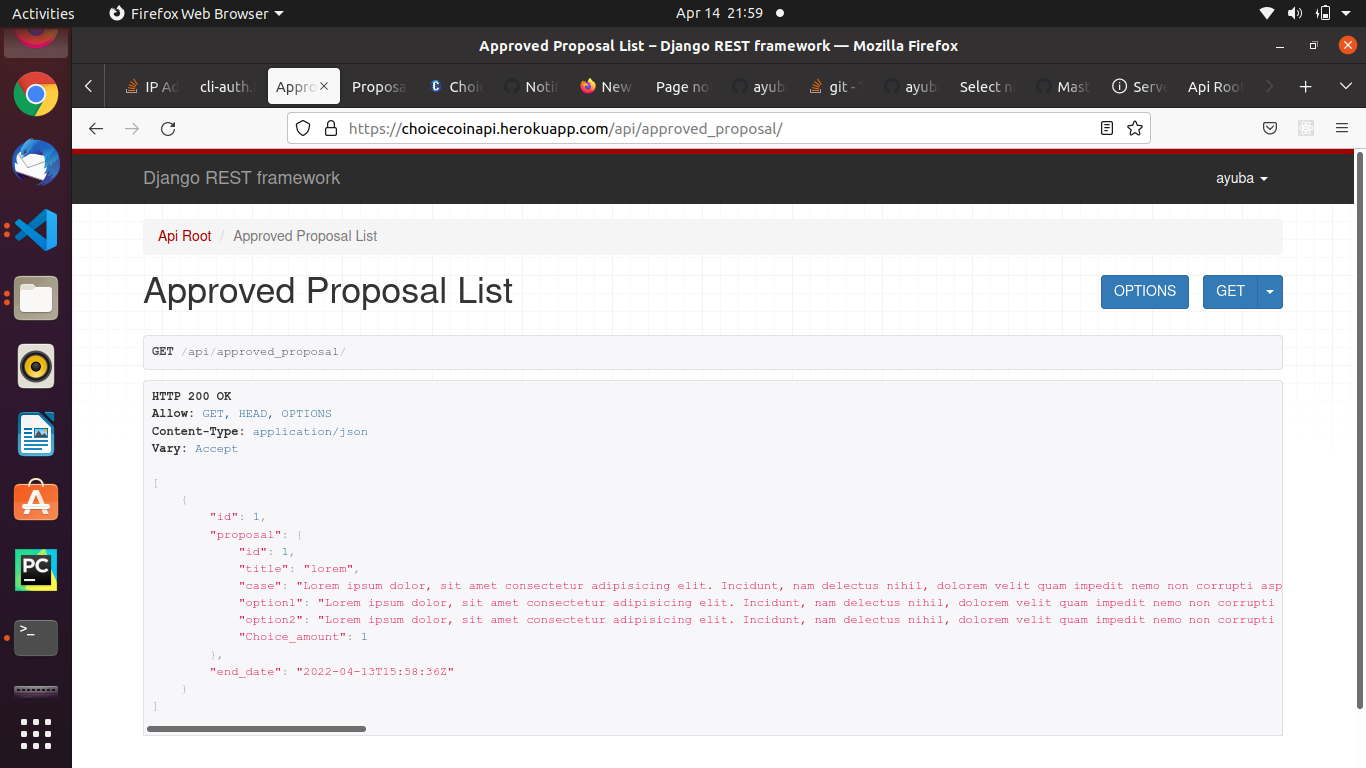 Activities Firefox Web Browser Apr 14 21:59
Approved Proposal List – Django REST framework — Mozilla Firefox
IP Ad cli-auth. Appro Proposa Choi Notif New Page no ayub git - ayub Select n Mast Serv Api Roo
https://choicecoinapi.herokuapp.com/api/approved_proposal/
Django REST framework ayuba
Api Root / Approved Proposal List
Approved Proposal List OPTIONS GET
GET /api/approved_proposal/
HTTP 200 OK
Allow: GET, HEAD, OPTIONS
Content-Type: application/json
Vary: Accept
[
{
"id": 1,
"proposal": {
"id": 1,
"title": "lorem",
"case": "Lorem ipsum dolor, sit amet consectetur adipisicing elit. Incidunt, nam delectus nihil, dolorem velit quam impedit nemo non corrupti asp
"option1": "Lorem ipsum dolor, sit amet consectetur adipisicing elit. Incidunt, nam delectus nihil, dolorem velit quam impedit nemo non corrupti
"option2": "Lorem ipsum dolor, sit amet consectetur adipisicing elit. Incidunt, nam delectus nihil, dolorem velit quam impedit nemo non corrupti
"Choice_amount": 1
},
"end_date": "2022-04-13T15:58:36Z"
}
]
PC
>_